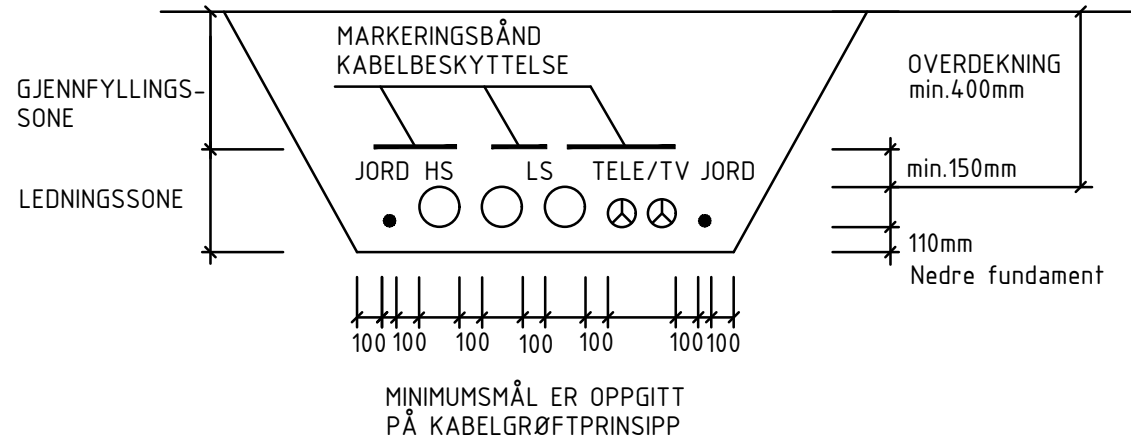 MARKERINGSBÅND
KABELBESKYTTELSE
GJENNFYLLINGS-
SONE
OVERDEKNING
min.400mm
JORD HS LS TELE/TV JORD
min.150mm
LEDNINGSSONE
110mm
Nedre fundament
100 100 100 100 100 100 100
MINIMUMSMÅL ER OPPGITT
PÅ KABELGRØFTPRINSIPP